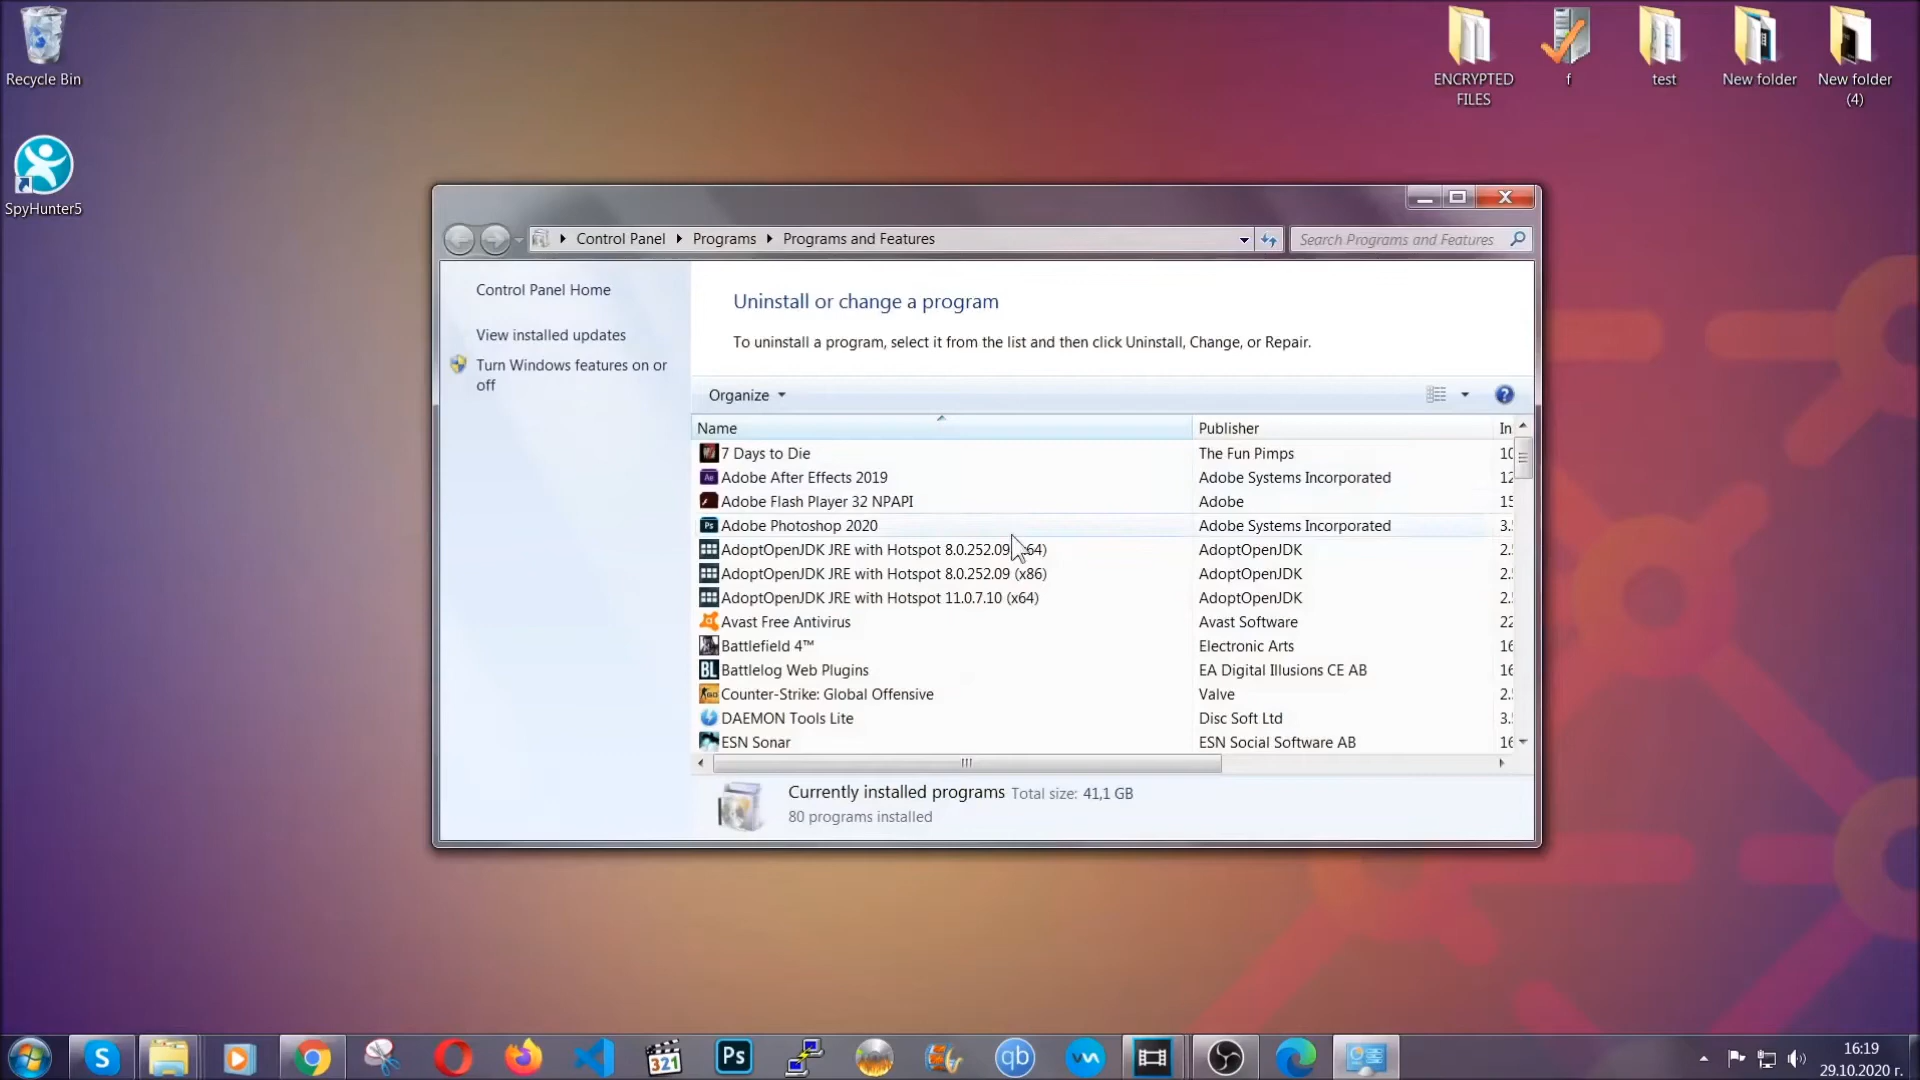 Recycle Bin
SpyHunter5
ENCRYPTED
FILES
f
test
New folder
New folder
(4)
Control Panel
Programs
Programs and Features
Search Programs and Features
Control Panel Home
View installed updates
Turn Windows features on or
off
Uninstall or change a program
To uninstall a program, select it from the list and then click Uninstall, Change, or Repair.
Organize
Name Publisher In
7 Days to Die The Fun Pimps 10
Adobe After Effects 2019 Adobe Systems Incorporated 12
Adobe Flash Player 32 NPAPI Adobe 15
Adobe Photoshop 2020 Adobe Systems Incorporated 3.
AdoptOpenJDK JRE with Hotspot 8.0.252.09 64) AdoptOpenJDK 2.
AdoptOpenJDK JRE with Hotspot 8.0.252.09 (x86) AdoptOpenJDK 2.
AdoptOpenJDK JRE with Hotspot 11.0.7.10 (x64) AdoptOpenJDK 2.
Avast Free Antivirus Avast Software 22
Battlefield 4™ Electronic Arts 16
Battlelog Web Plugins EA Digital Illusions CE AB 16
Counter-Strike: Global Offensive Valve 2.
DAEMON Tools Lite Disc Soft Ltd 3.
ESN Sonar ESN Social Software AB 16
Currently installed programs Total size: 41,1 GB
80 programs installed
16:19
29.10.2020 г.